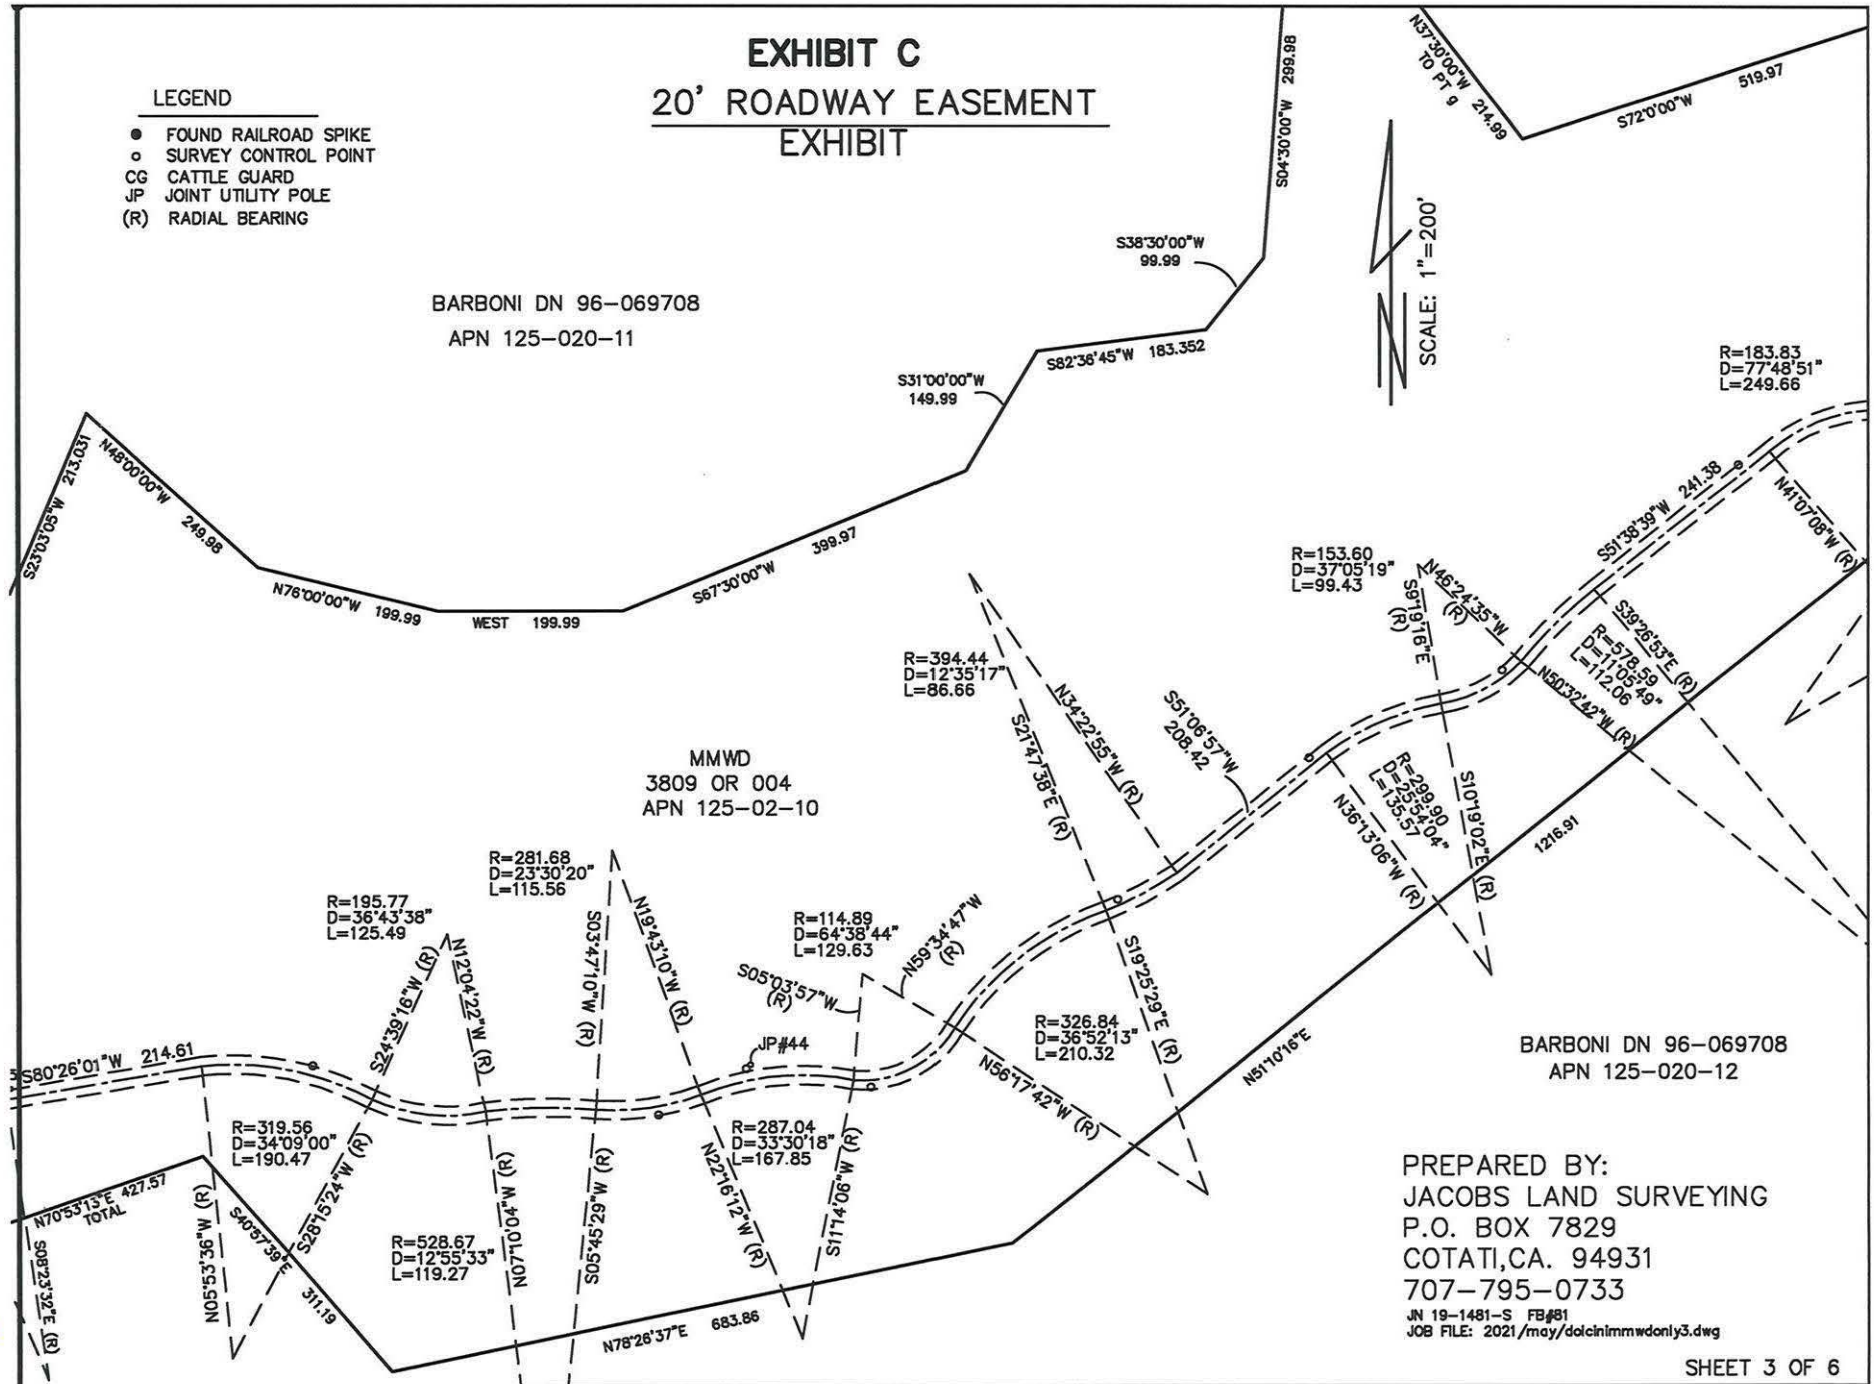 EXHIBIT C
20' ROADWAY EASEMENT
EXHIBIT
LEGEND
FOUND RAILROAD SPIKE
SURVEY CONTROL POINT
CG CATTLE GUARD
JP JOINT UTILITY POLE
(R) RADIAL BEARING
BARBONI DN 96-069708
APN 125-020-11
S04°30'00"W 299.98
N37°30'00"W 214.99
TO PT 9
S72°0'00"W 519.97
SCALE: 1"=200'
S38°30'00"W
99.99
S82°36'45"W 183.352
S31°00'00"W
149.99
S67°30'00"W 399.97
WEST 199.99
N76°00'00"W 199.99
N48°00'00"W 249.98
S23°03'05"W 213.031
R=183.83
D=77°48'51"
L=249.66
N41°07'08"W (R)
S51°38'39"W 241.38
R=153.60
D=37°05'19"
L=99.43
N46°24'35"W
(R)
S9°19'16"E
(R)
S39°26'53"E (R)
R=578.59
D=11°05'49"
L=112.06
N50°32'42"W (R)
R=394.44
D=12°35'17"
L=86.66
S21°47'38"E (R)
N34°22'55"W (R)
S51°06'57"W
208.42
R=299.90
D=25°54'04"
L=135.57
N36°13'06"W (R)
S10°19'02"E (R)
1216.91
N51°10'16"E
MMWD
3809 OR 004
APN 125-02-10
R=281.68
D=23°30'20"
L=115.56
S03°47'10"W (R)
N19°43'10"W (R)
R=195.77
D=36°43'38"
L=125.49
S24°39'16"W (R)
N12°04'22"W (R)
R=114.89
D=64°38'44"
L=129.63
S05°03'57"W
(R)
N59°34'47"W
(R)
JP#44
R=326.84
D=36°52'13"
L=210.32
S19°25'29"E (R)
N56°17'42"W (R)
S80°26'01"W 214.61
R=319.56
D=34°09'00"
L=190.47
N05°53'36"W (R)
S28°15'24"W (R)
R=287.04
D=33°30'18"
L=167.85
N22°16'12"W (R)
S11°14'06"W (R)
R=528.67
D=12°55'33"
L=119.27
N07°10'04"W (R)
S05°45'29"W (R)
N70°53'13"E 427.57
TOTAL
S08°23'32"E (R)
S40°57'39"E
311.19
N78°26'37"E 683.86
BARBONI DN 96-069708
APN 125-020-12
PREPARED BY:
JACOBS LAND SURVEYING
P.O. BOX 7829
COTATI,CA. 94931
707-795-0733
JN 19-1481-S FB#81
JOB FILE: 2021/may/dolcinimmwdonly3.dwg
SHEET 3 OF 6